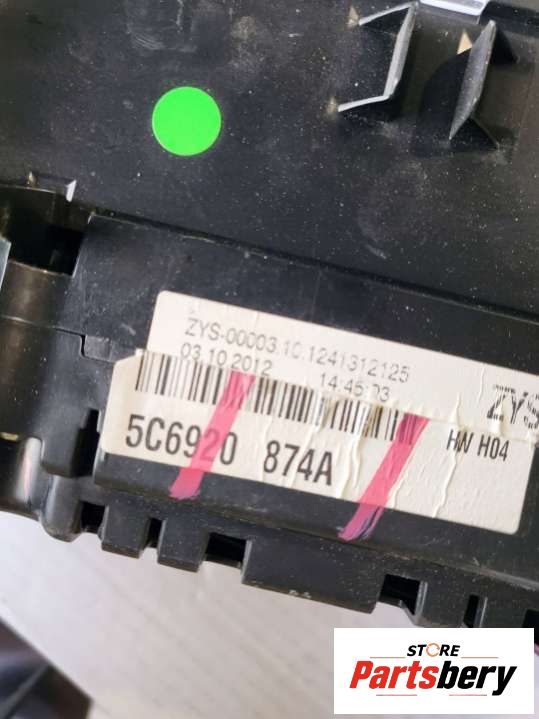 ZYS-00003.10.1241312125
03.10.2012 14:45:03
ZYS
5C6920 874A
HW H04
STORE
Partsbery